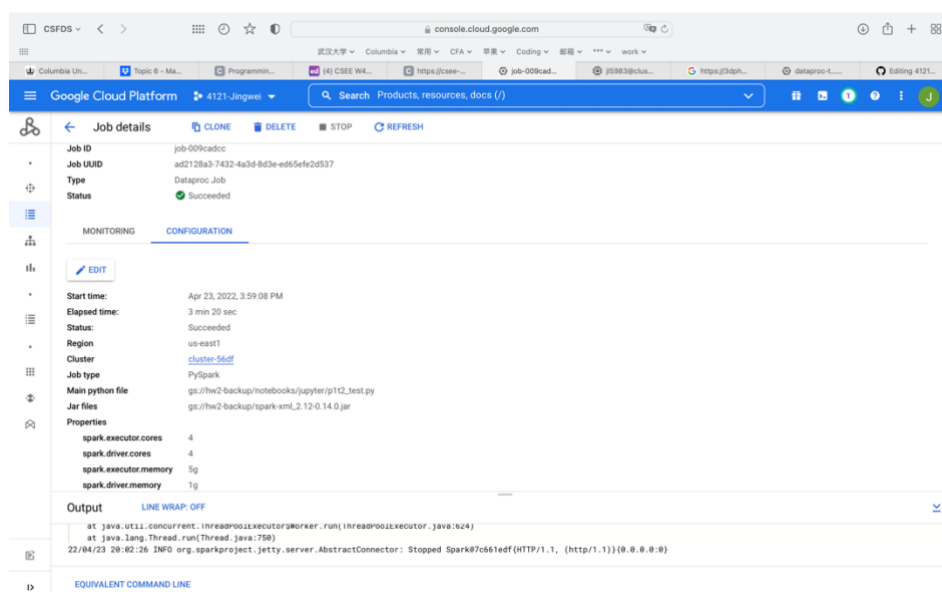 CSFDS
console.cloud.google.com
武汉大学 Columbia 常用 CFA 苹果 Coding 邮箱 *** work
Columbia Un... Topic 6 - Ma... Programmin... (4) CSEE W4... https://csee-... job-009cad... jl5983@clus... https://3dph... dataproc-t... Editing 4121...
Google Cloud Platform 4121-Jingwei Search Products, resources, docs (/) 1 J
Job details CLONE DELETE STOP REFRESH
Job ID job-009cadcc
Job UUID ad2128a3-7432-4a3d-8d3e-ed65efe2d537
Type Dataproc Job
Status Succeeded
MONITORING CONFIGURATION
EDIT
Start time: Apr 23, 2022, 3:59:08 PM
Elapsed time: 3 min 20 sec
Status: Succeeded
Region us-east1
Cluster cluster-56df
Job type PySpark
Main python file gs://hw2-backup/notebooks/jupyter/p1t2_test.py
Jar files gs://hw2-backup/spark-xml_2.12-0.14.0.jar
Properties
spark.executor.cores 4
spark.driver.cores 4
spark.executor.memory 5g
spark.driver.memory 1g
Output LINE WRAP: OFF
at java.util.concurrent.ThreadPoolExecutor$Worker.run(ThreadPoolExecutor.java:624)
at java.lang.Thread.run(Thread.java:750)
22/04/23 20:02:26 INFO org.sparkproject.jetty.server.AbstractConnector: Stopped Spark@7c661edf{HTTP/1.1, (http/1.1)}{0.0.0.0:0}
EQUIVALENT COMMAND LINE